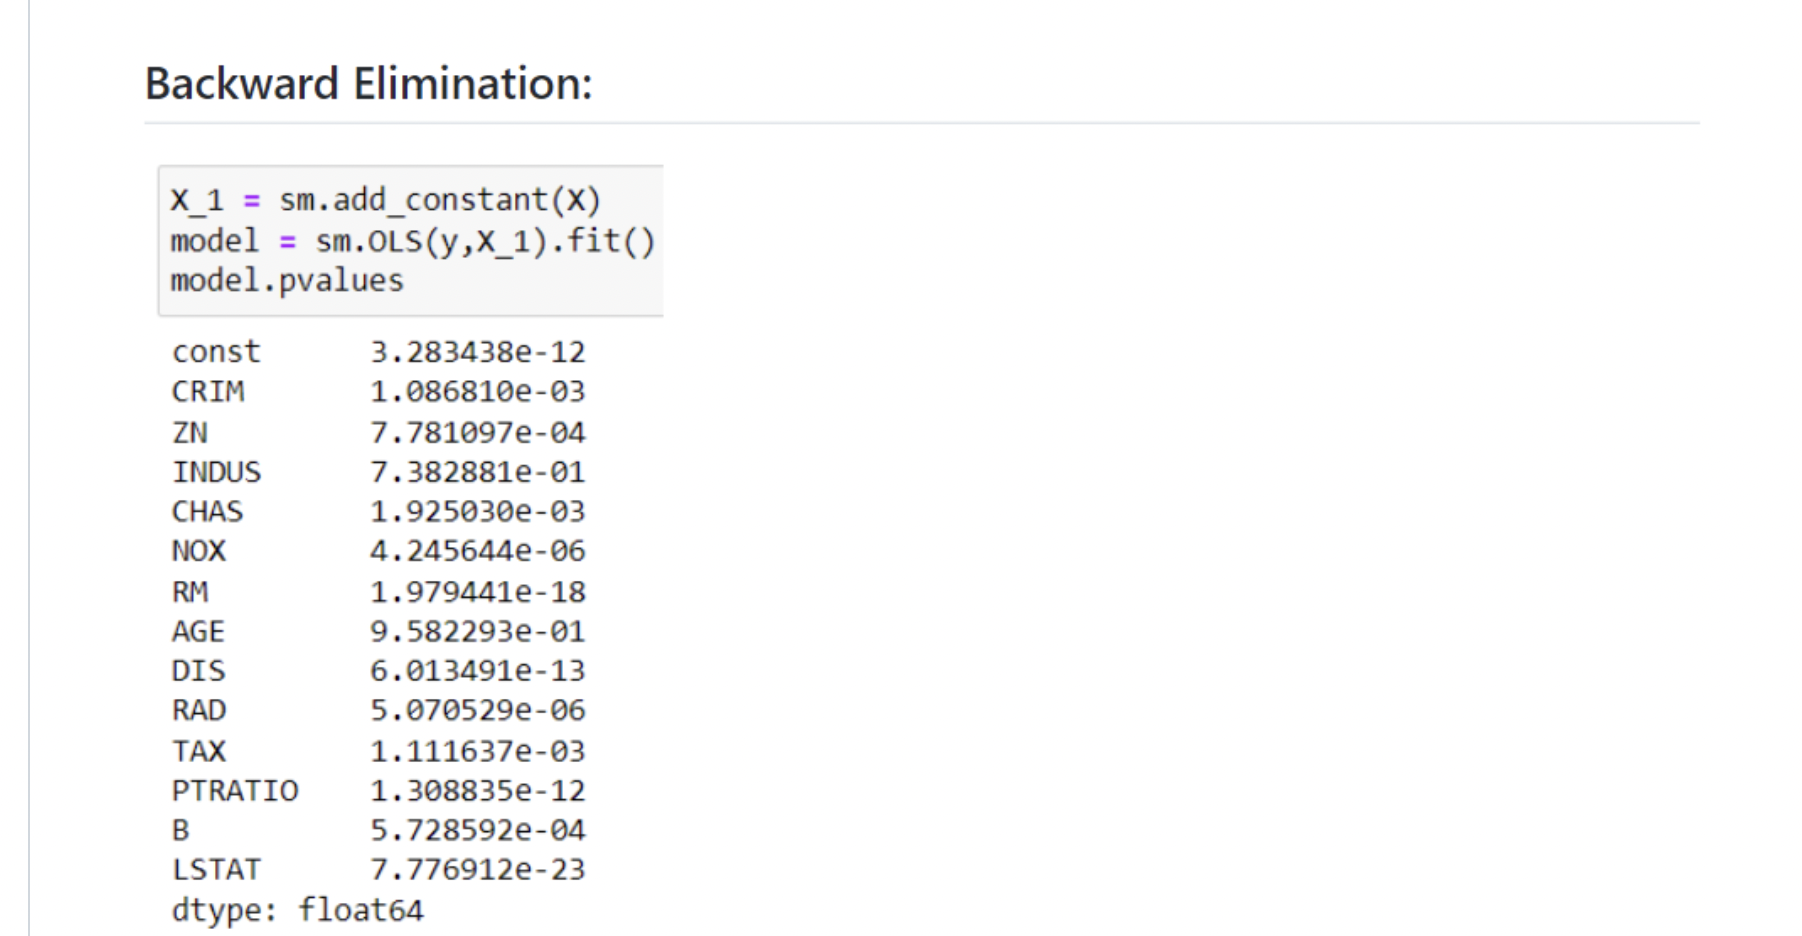 Backward Elimination:
X_1 = sm.add_constant(X)
model = sm.OLS(y,X_1).fit()
model.pvalues
const 3.283438e-12
CRIM 1.086810e-03
ZN 7.781097e-04
INDUS 7.382881e-01
CHAS 1.925030e-03
NOX 4.245644e-06
RM 1.979441e-18
AGE 9.582293e-01
DIS 6.013491e-13
RAD 5.070529e-06
TAX 1.111637e-03
PTRATIO 1.308835e-12
B 5.728592e-04
LSTAT 7.776912e-23
dtype: float64